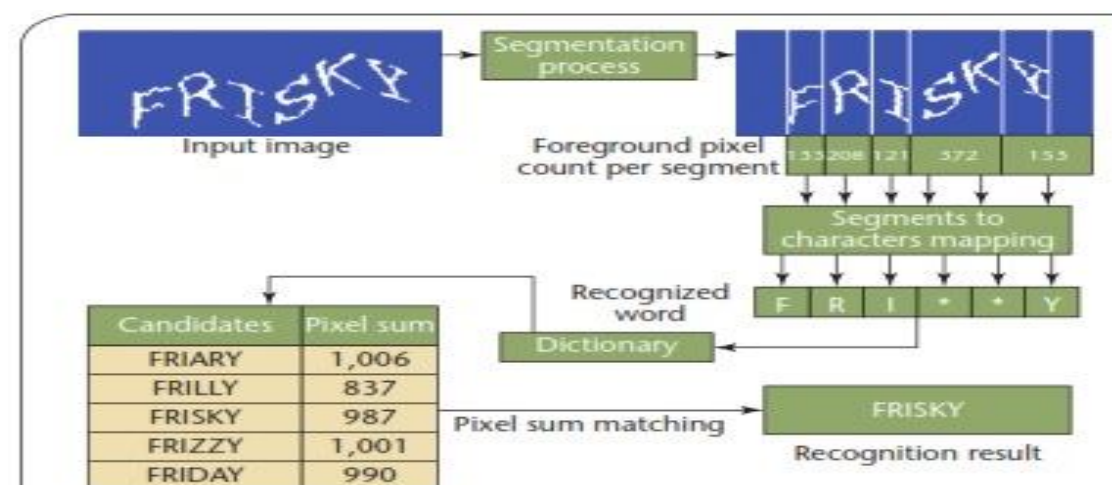 FRISKY
Segmentation process
FRISKY
Input image
Foreground pixel count per segment
133 208 121 372 153
Segments to characters mapping
Recognized word
F R I * * Y
Dictionary
Candidates Pixel sum
FRIARY 1,006
FRILLY 837
FRISKY 987
FRIZZY 1,001
FRIDAY 990
Pixel sum matching
FRISKY
Recognition result